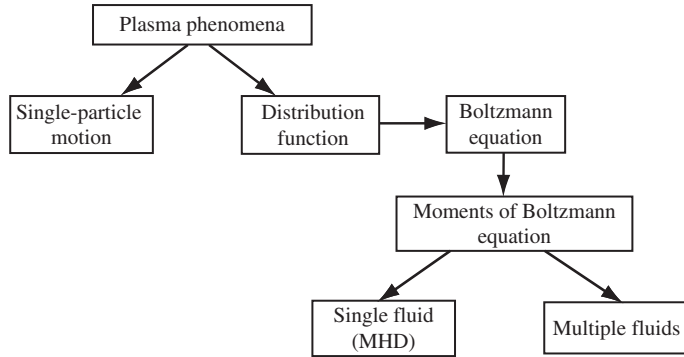 Plasma phenomena
Single-particle
motion
Distribution
function
Boltzmann
equation
Moments of Boltzmann
equation
Single fluid
(MHD)
Multiple fluids